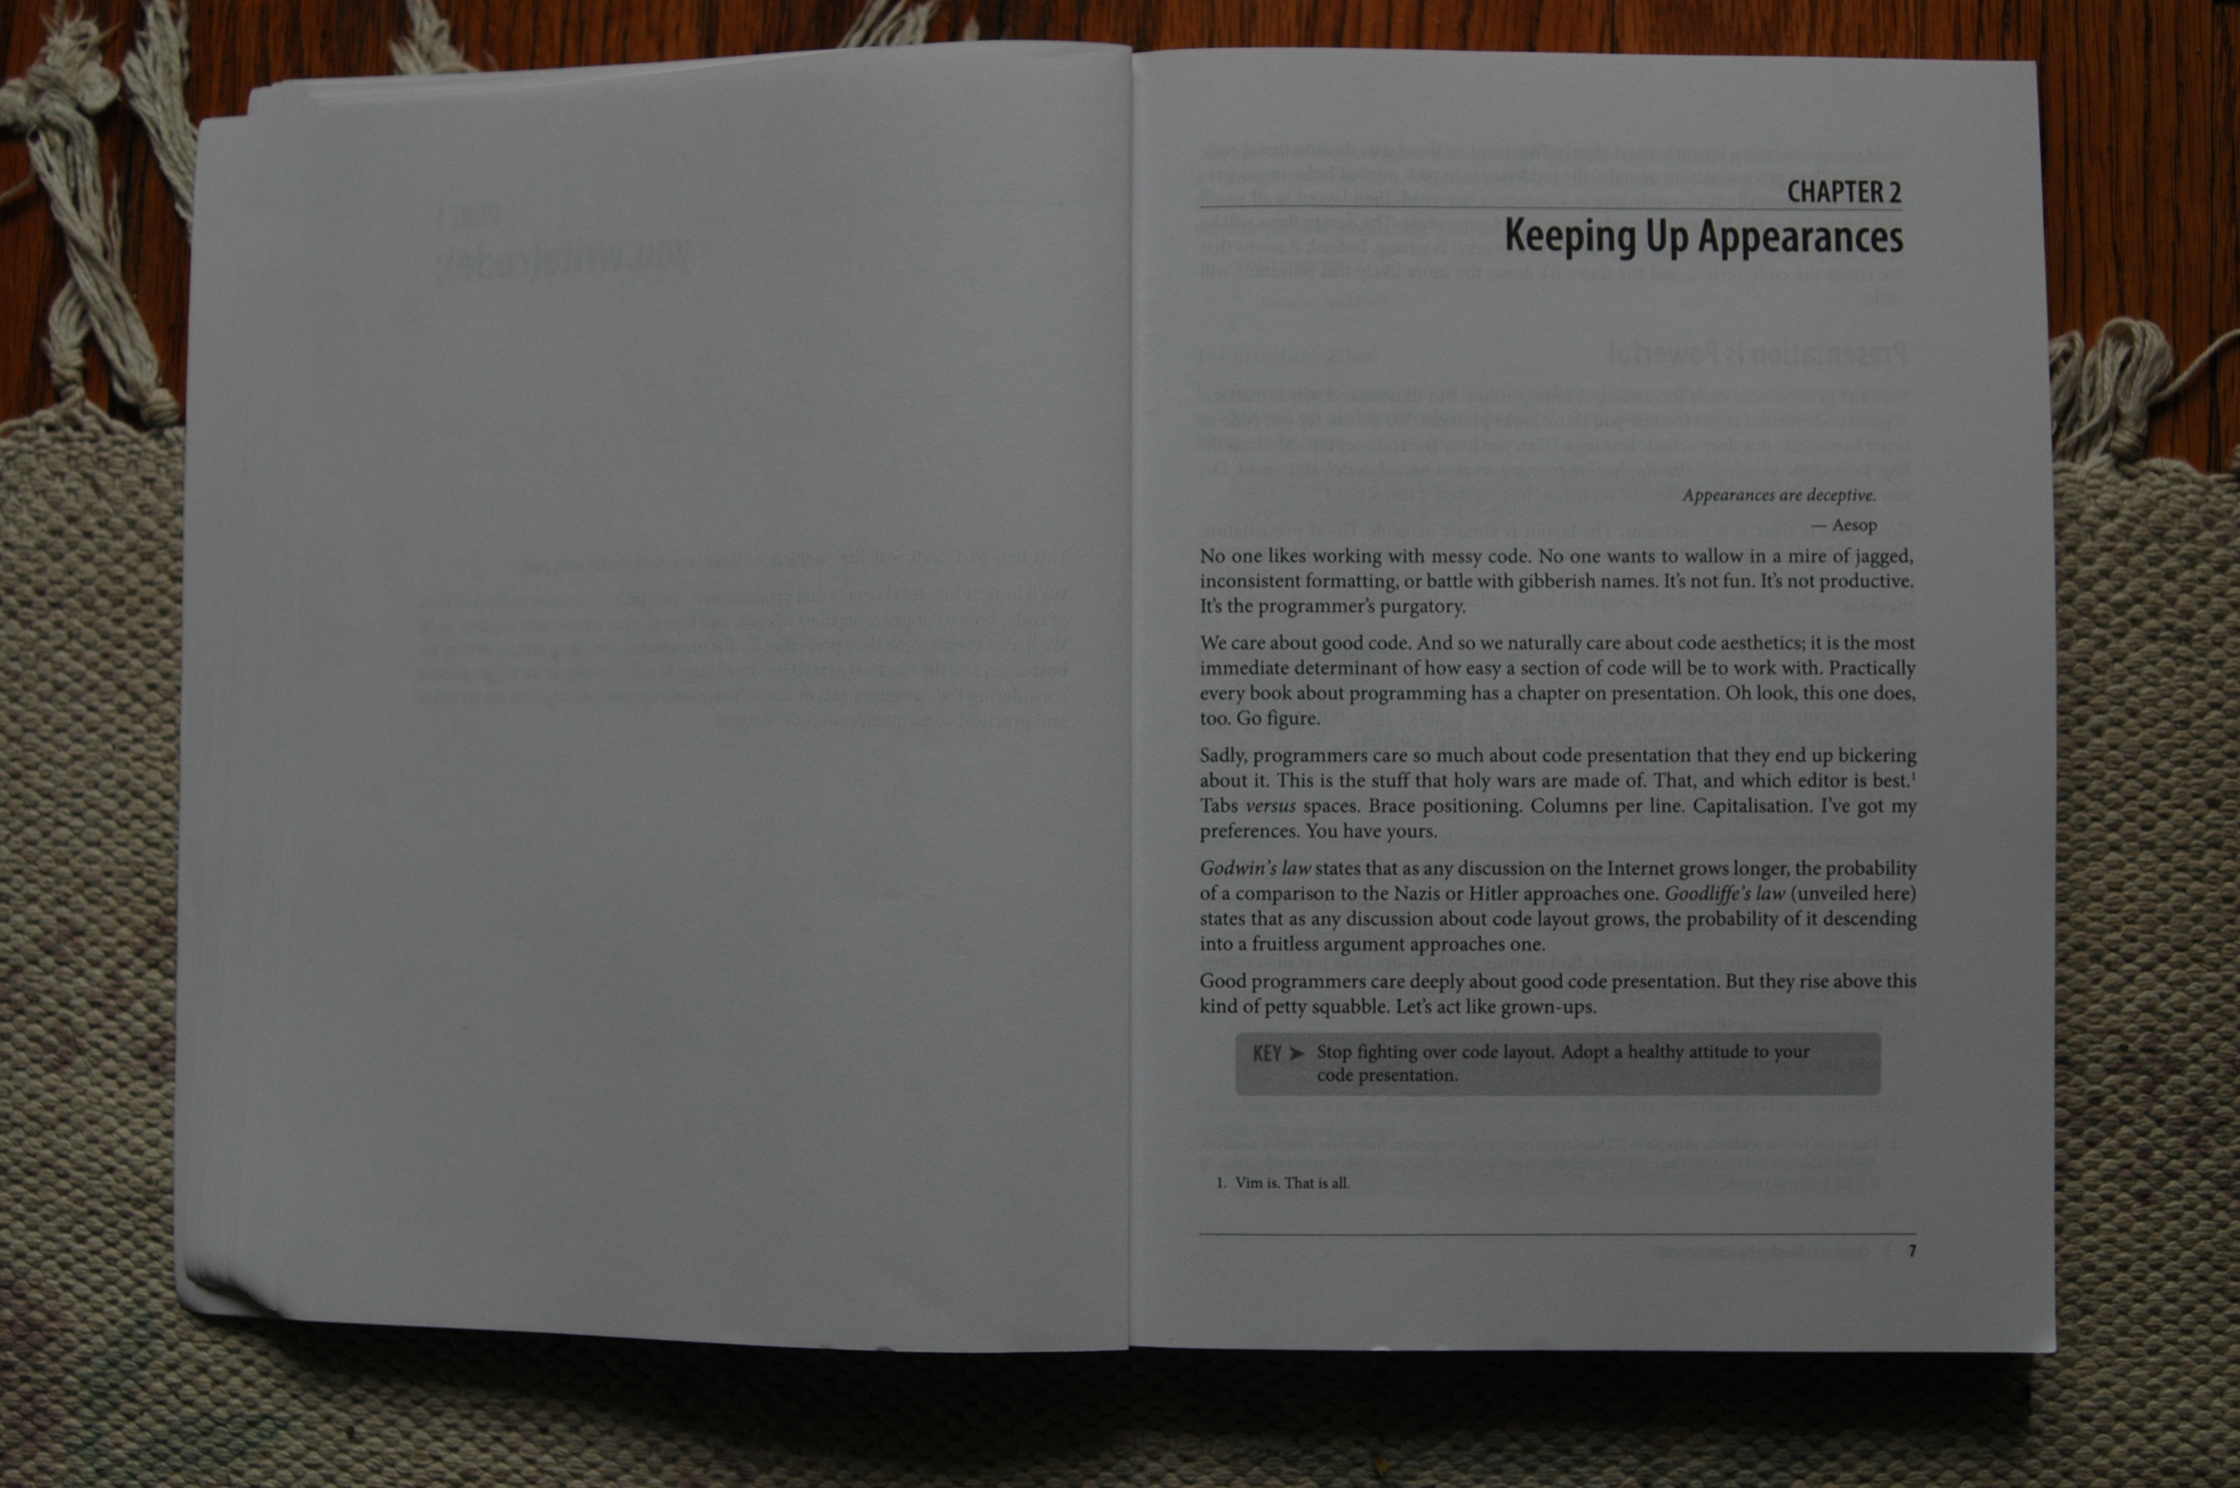 CHAPTER 2
Keeping Up Appearances
Appearances are deceptive.
— Aesop
No one likes working with messy code. No one wants to wallow in a mire of jagged,
inconsistent formatting, or battle with gibberish names. It's not fun. It's not productive.
It's the programmer's purgatory.
We care about good code. And so we naturally care about code aesthetics; it is the most
immediate determinant of how easy a section of code will be to work with. Practically
every book about programming has a chapter on presentation. Oh look, this one does,
too. Go figure.
Sadly, programmers care so much about code presentation that they end up bickering
about it. This is the stuff that holy wars are made of. That, and which editor is best.¹
Tabs versus spaces. Brace positioning. Columns per line. Capitalisation. I've got my
preferences. You have yours.
Godwin's law states that as any discussion on the Internet grows longer, the probability
of a comparison to the Nazis or Hitler approaches one. Goodliffe's law (unveiled here)
states that as any discussion about code layout grows, the probability of it descending
into a fruitless argument approaches one.
Good programmers care deeply about good code presentation. But they rise above this
kind of petty squabble. Let's act like grown-ups.
KEY ➤ Stop fighting over code layout. Adopt a healthy attitude to your
code presentation.
1. Vim is. That is all.
7